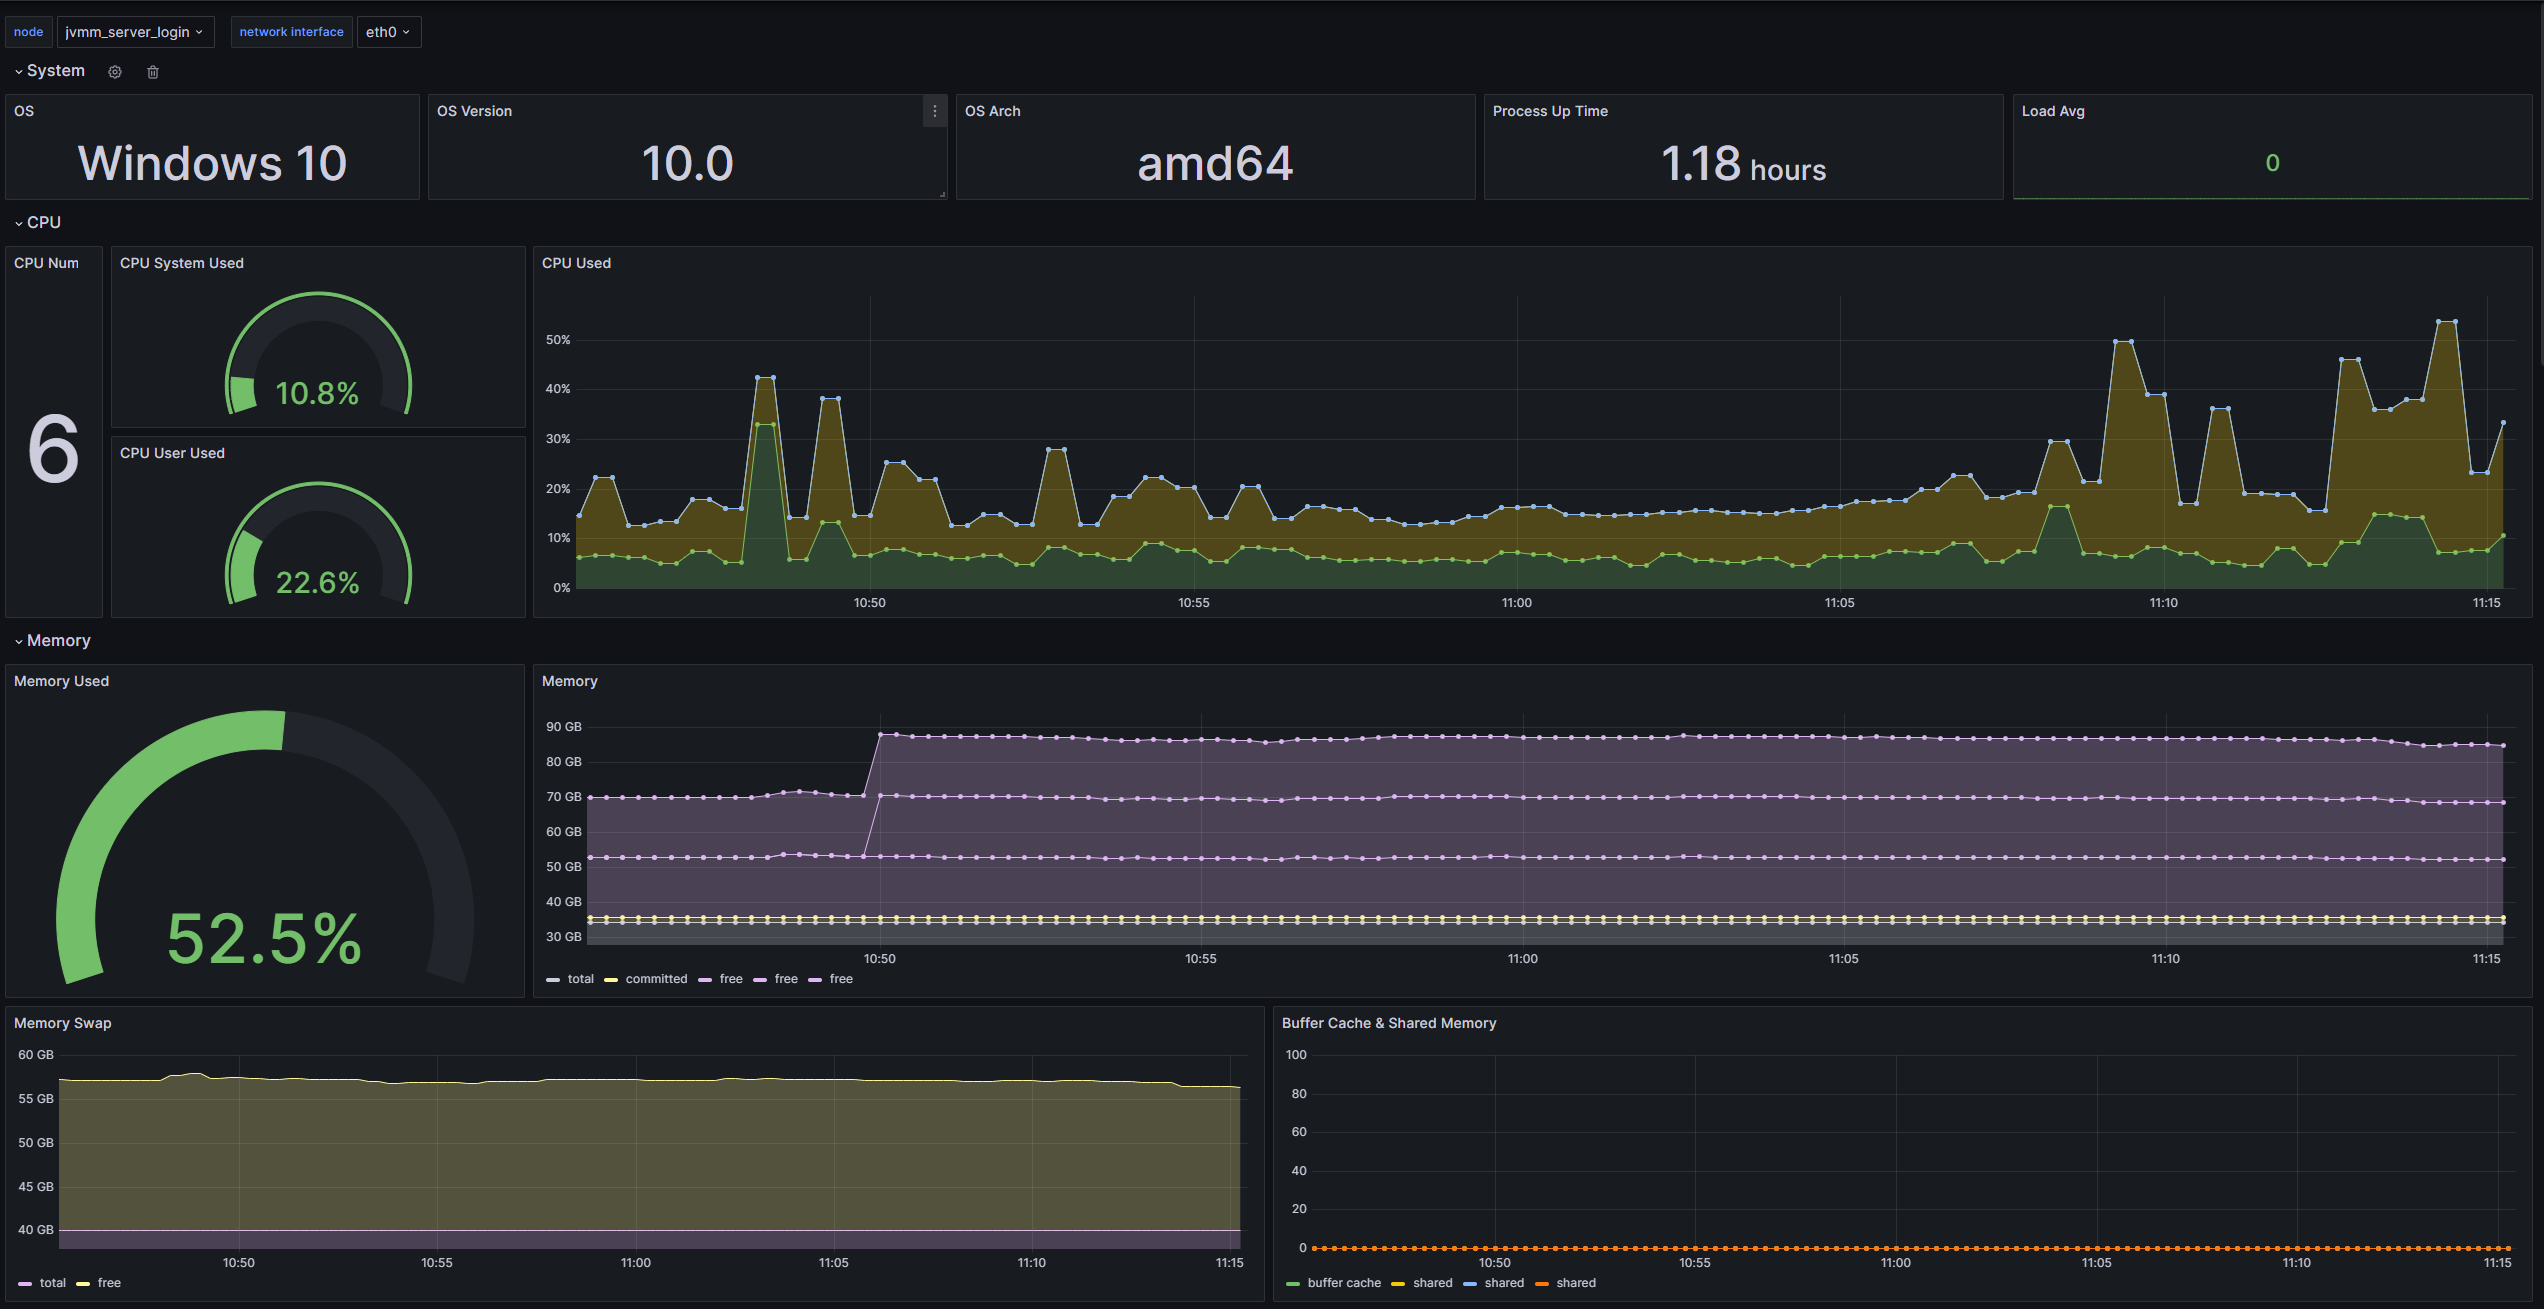 node jvmm_server_login network interface eth0
System
OS
Windows 10
OS Version
10.0
OS Arch
amd64
Process Up Time
1.18 hours
Load Avg
0
CPU
CPU Num
6
CPU System Used
10.8%
CPU User Used
22.6%
CPU Used
50%
40%
30%
20%
10%
0%
10:50 10:55 11:00 11:05 11:10 11:15
Memory
Memory Used
52.5%
Memory
90 GB
80 GB
70 GB
60 GB
50 GB
40 GB
30 GB
10:50 10:55 11:00 11:05 11:10 11:15
total committed free free free
Memory Swap
60 GB
55 GB
50 GB
45 GB
40 GB
10:50 10:55 11:00 11:05 11:10 11:15
total free
Buffer Cache & Shared Memory
100
80
60
40
20
0
10:50 10:55 11:00 11:05 11:10 11:15
buffer cache shared shared shared